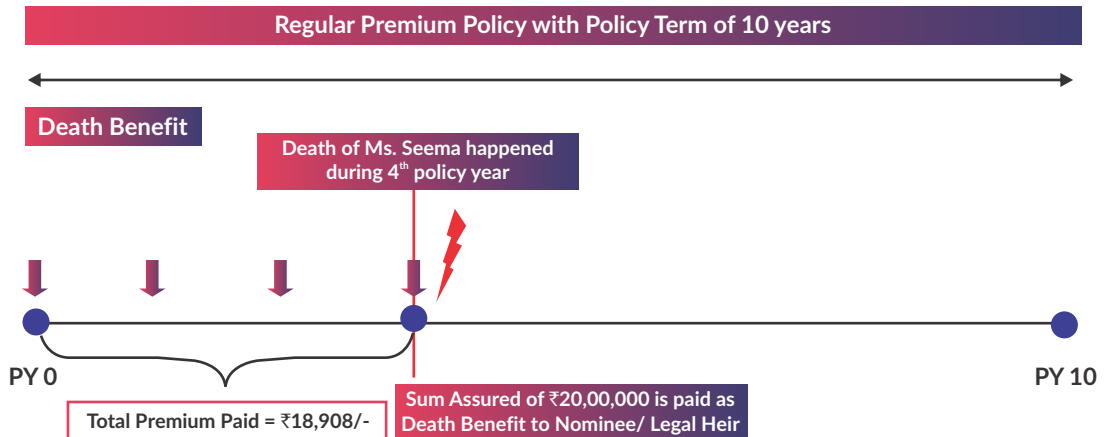 Regular Premium Policy with Policy Term of 10 years
Death Benefit
Death of Ms. Seema happened
during 4th policy year
PY 0
PY 10
Total Premium Paid = ₹18,908/-
Sum Assured of ₹20,00,000 is paid as
Death Benefit to Nominee/ Legal Heir